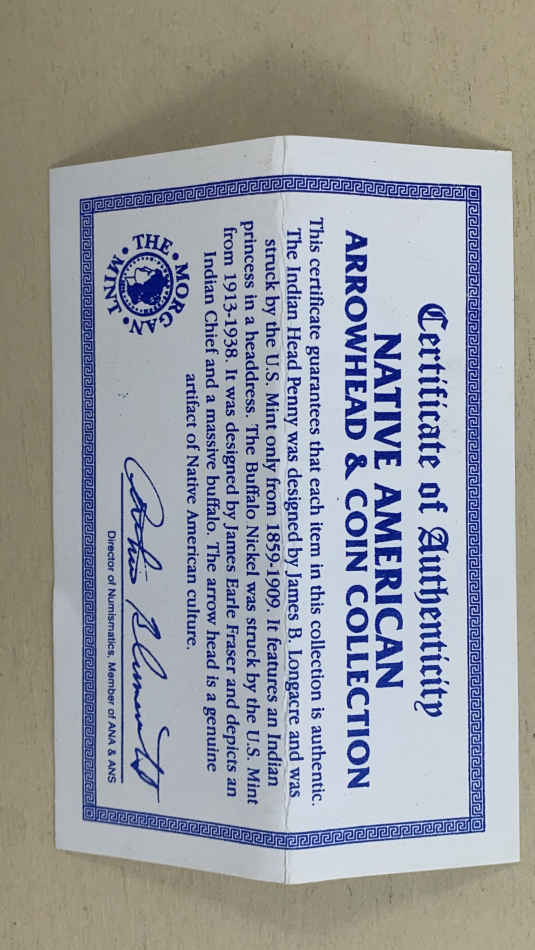 Certificate of Authenticity
NATIVE AMERICAN
ARROWHEAD & COIN COLLECTION
This certificate guarantees that each item in this collection is authentic.
The Indian Head Penny was designed by James B. Longacre and was
struck by the U.S. Mint only from 1859-1909. It features an Indian
princess in a headdress. The Buffalo Nickel was struck by the U.S. Mint
from 1913-1938. It was designed by James Earle Fraser and depicts an
Indian Chief and a massive buffalo. The arrow head is a genuine
artifact of Native American culture.
• THE • MORGAN • MINT
Director of Numismatics, Member of ANA & ANS